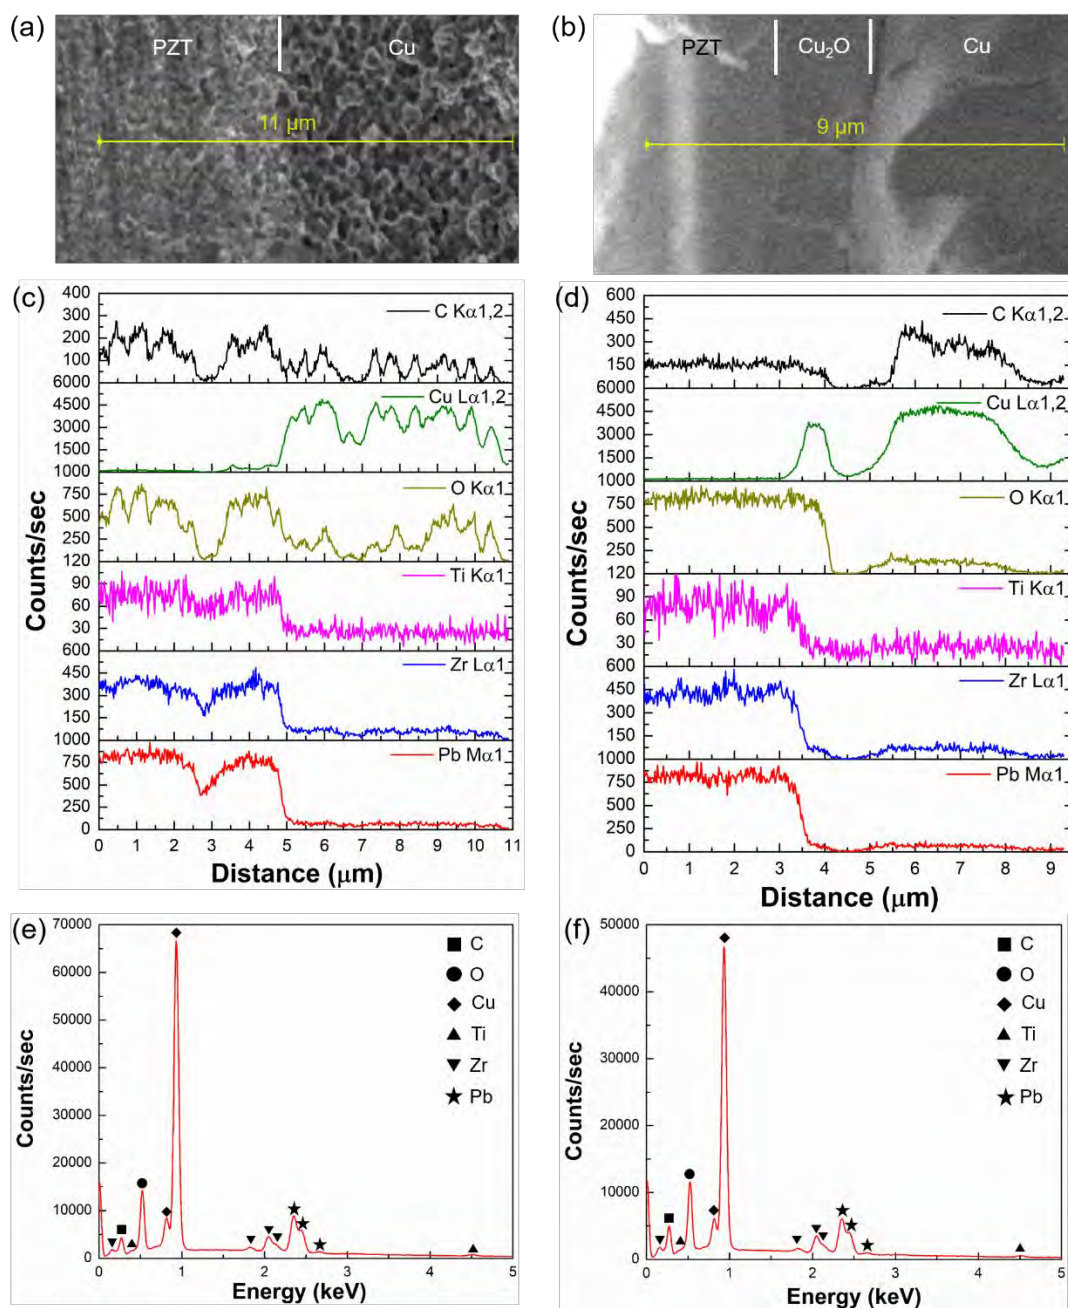 (a)
PZT
Cu
11 µm
(b)
PZT
Cu₂O
Cu
9 µm
(c)
400
300
200
100
6000
4500
3000
1500
1000
750
500
250
120
90
60
30
600
450
300
150
1000
750
500
250
0
C Kα1,2
Cu Lα1,2
O Kα1
Ti Kα1
Zr Lα1
Pb Mα1
Counts/sec
0 1 2 3 4 5 6 7 8 9 10 11
Distance (µm)
(d)
600
450
300
150
6000
4500
3000
1500
1000
750
500
250
120
90
60
30
600
450
300
150
1000
750
500
250
0
C Kα1,2
Cu Lα1,2
O Kα1
Ti Kα1
Zr Lα1
Pb Mα1
Counts/sec
0 1 2 3 4 5 6 7 8 9
Distance (µm)
(e)
70000
60000
50000
40000
30000
20000
10000
0
Counts/sec
C
O
Cu
Ti
Zr
Pb
0 1 2 3 4 5
Energy (keV)
(f)
50000
40000
30000
20000
10000
0
Counts/sec
C
O
Cu
Ti
Zr
Pb
0 1 2 3 4 5
Energy (keV)